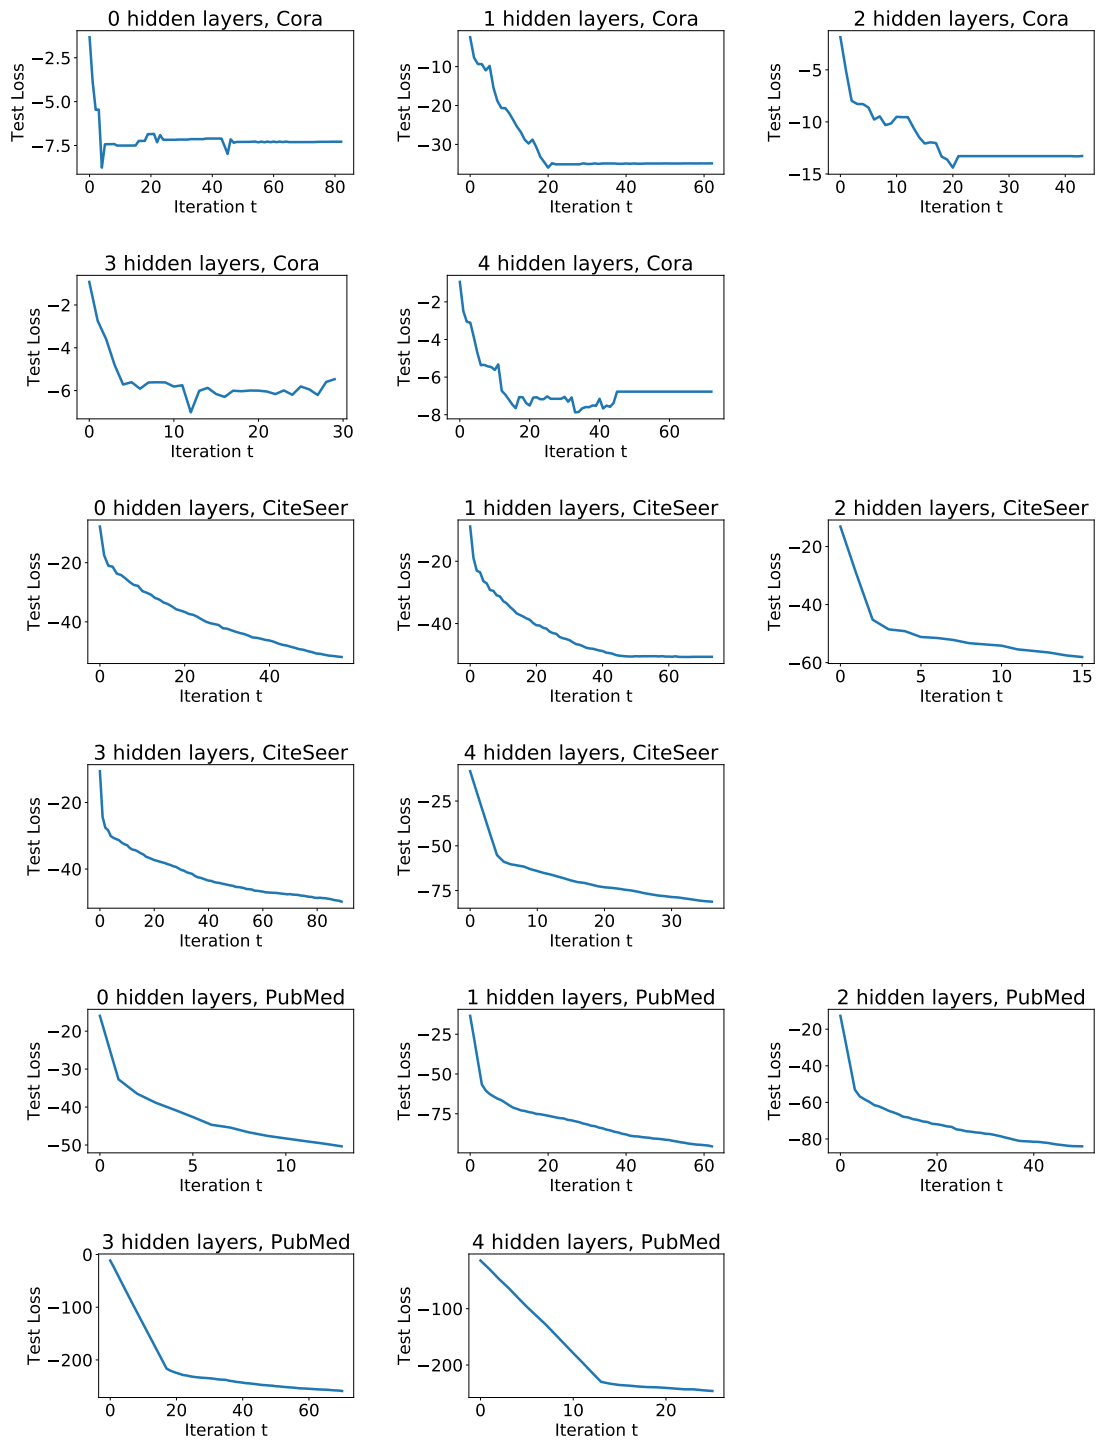 0 hidden layers, Cora
Test Loss
−2.5
−5.0
−7.5
0 20 40 60 80
Iteration t
1 hidden layers, Cora
Test Loss
−10
−20
−30
0 20 40 60
Iteration t
2 hidden layers, Cora
Test Loss
−5
−10
−15
0 10 20 30 40
Iteration t
3 hidden layers, Cora
Test Loss
−2
−4
−6
0 10 20 30
Iteration t
4 hidden layers, Cora
Test Loss
−2
−4
−6
−8
0 20 40 60
Iteration t
0 hidden layers, CiteSeer
Test Loss
−20
−40
0 20 40
Iteration t
1 hidden layers, CiteSeer
Test Loss
−20
−40
0 20 40 60
Iteration t
2 hidden layers, CiteSeer
Test Loss
−20
−40
−60
0 5 10 15
Iteration t
3 hidden layers, CiteSeer
Test Loss
−20
−40
0 20 40 60 80
Iteration t
4 hidden layers, CiteSeer
Test Loss
−25
−50
−75
0 10 20 30
Iteration t
0 hidden layers, PubMed
Test Loss
−20
−30
−40
−50
0 5 10
Iteration t
1 hidden layers, PubMed
Test Loss
−25
−50
−75
0 20 40 60
Iteration t
2 hidden layers, PubMed
Test Loss
−20
−40
−60
−80
0 20 40
Iteration t
3 hidden layers, PubMed
Test Loss
0
−100
−200
0 20 40 60
Iteration t
4 hidden layers, PubMed
Test Loss
−100
−200
0 10 20
Iteration t